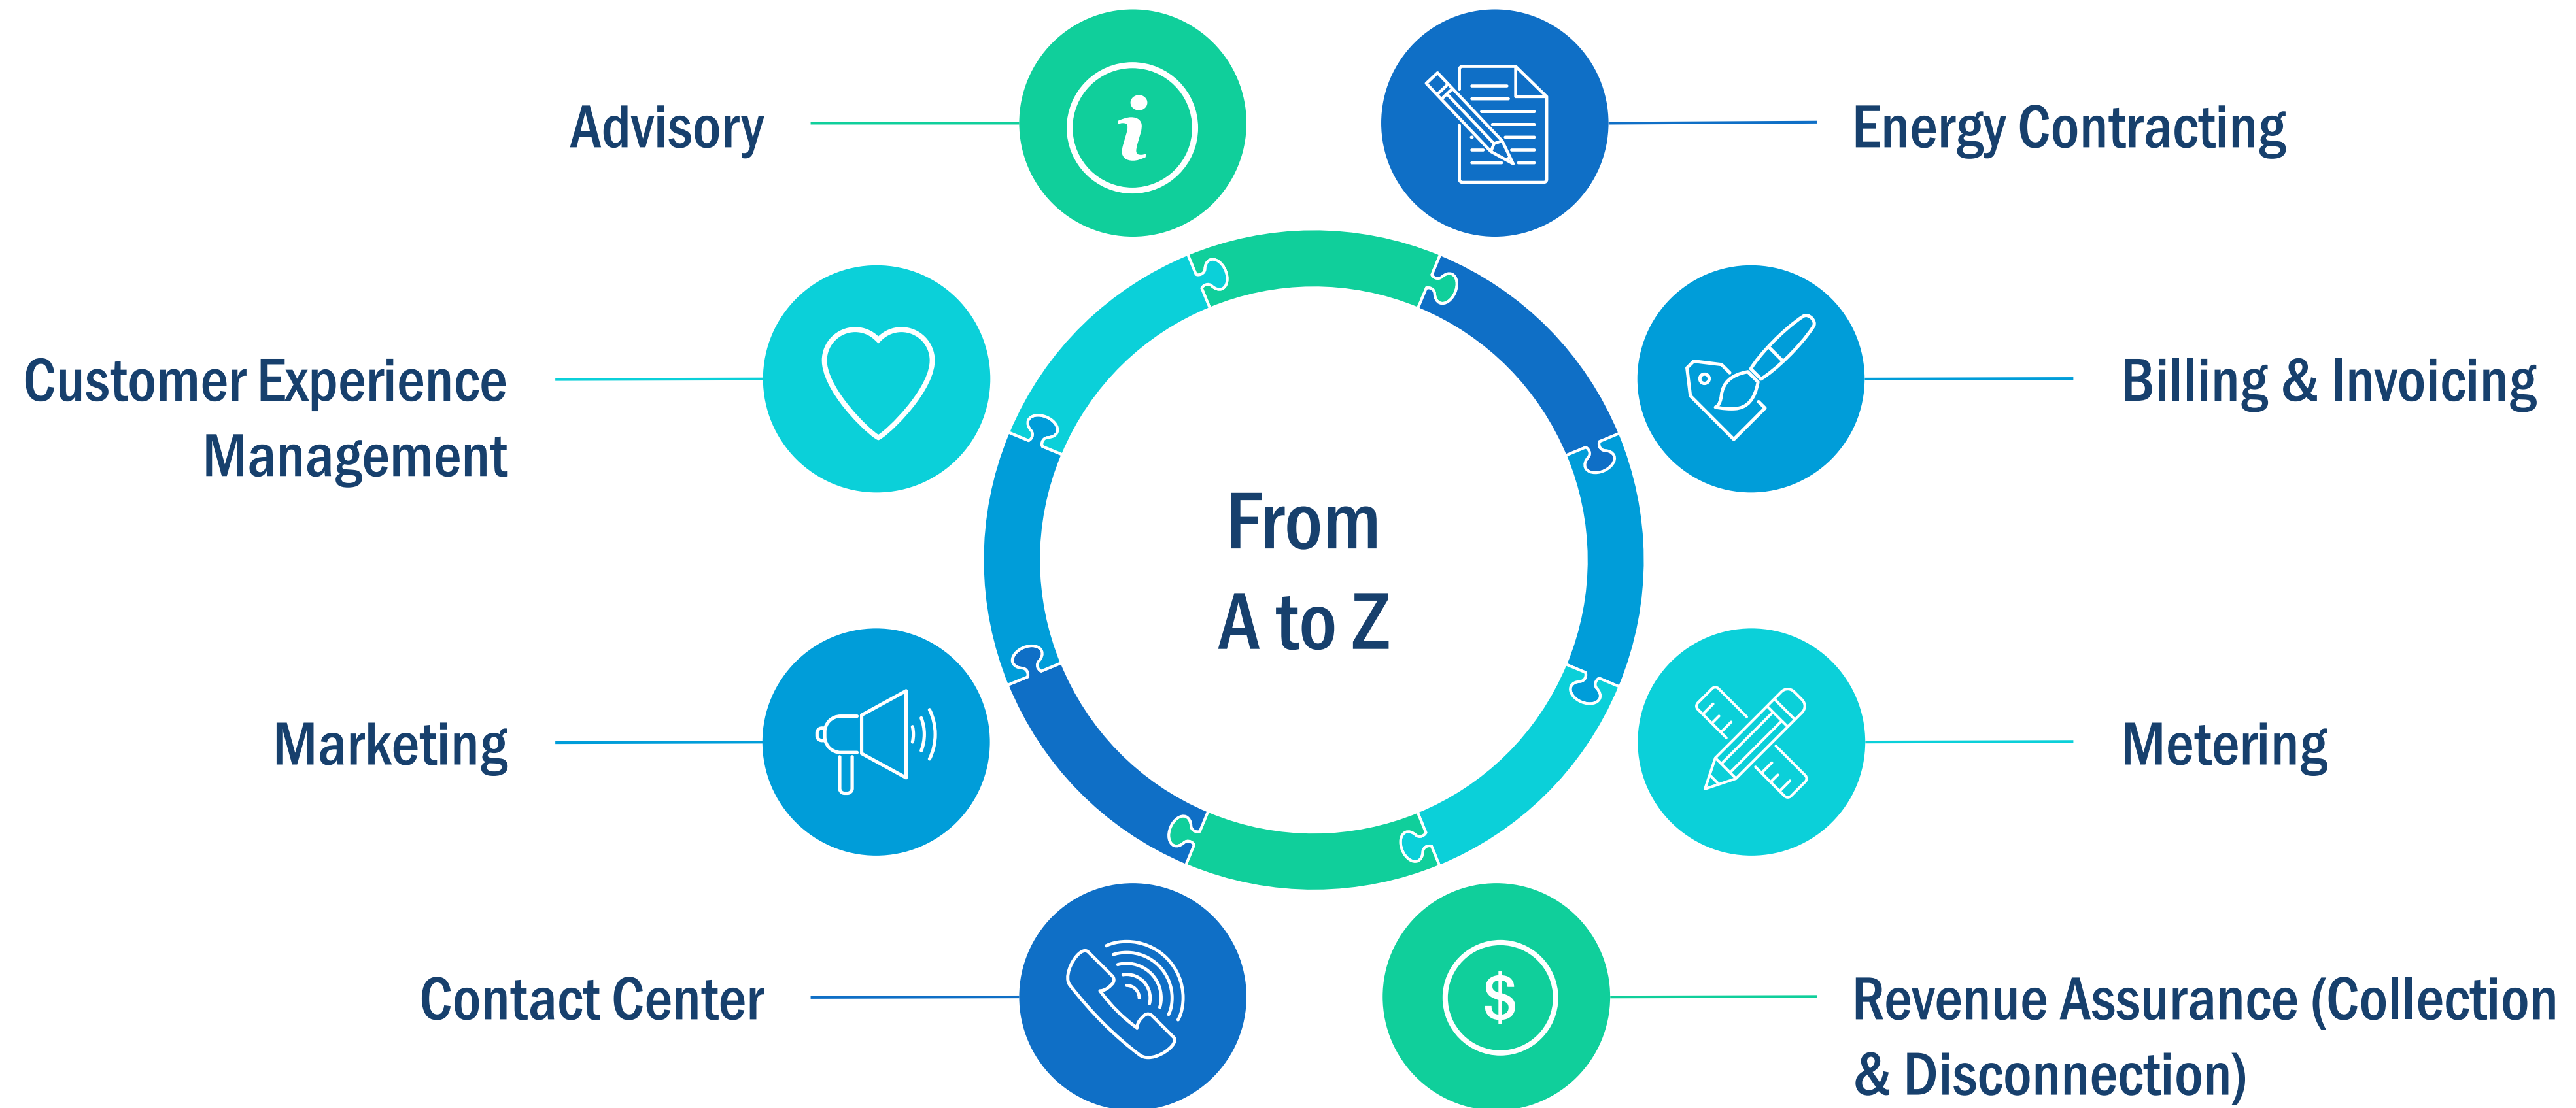 Advisory
Energy Contracting
Customer Experience
Management
Billing & Invoicing
From
A to Z
Marketing
Metering
Contact Center
Revenue Assurance (Collection
& Disconnection)
i
$